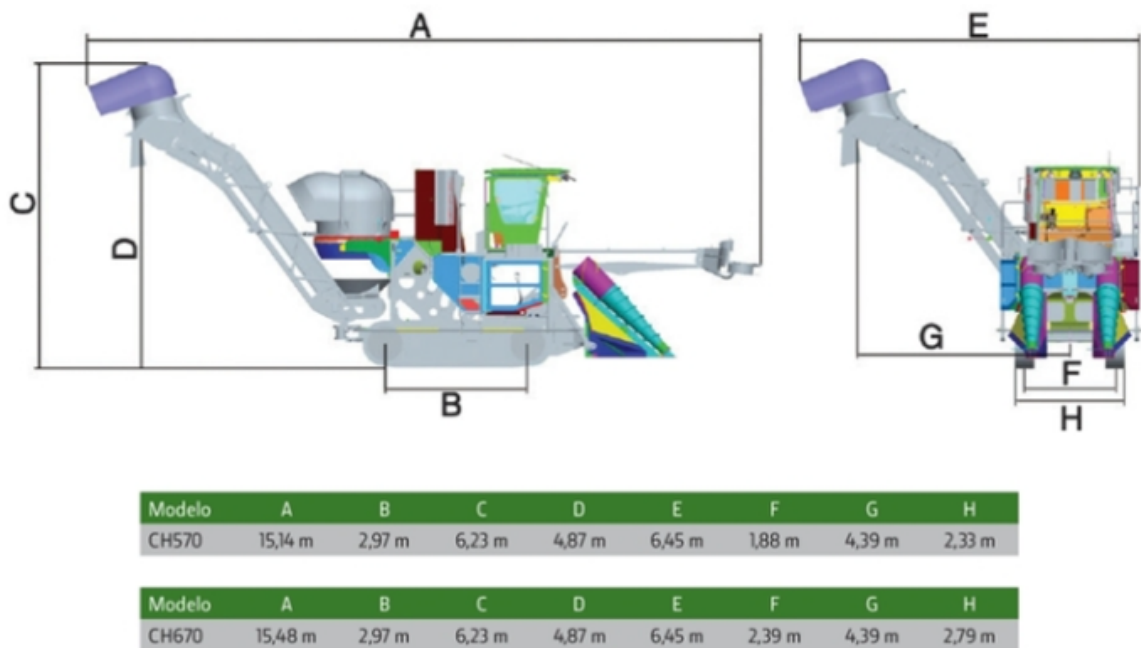 A
E
C
D
G
B
F
H
Modelo A B C D E F G H
CH570 15,14 m 2,97 m 6,23 m 4,87 m 6,45 m 1,88 m 4,39 m 2,33 m
Modelo A B C D E F G H
CH670 15,48 m 2,97 m 6,23 m 4,87 m 6,45 m 2,39 m 4,39 m 2,79 m